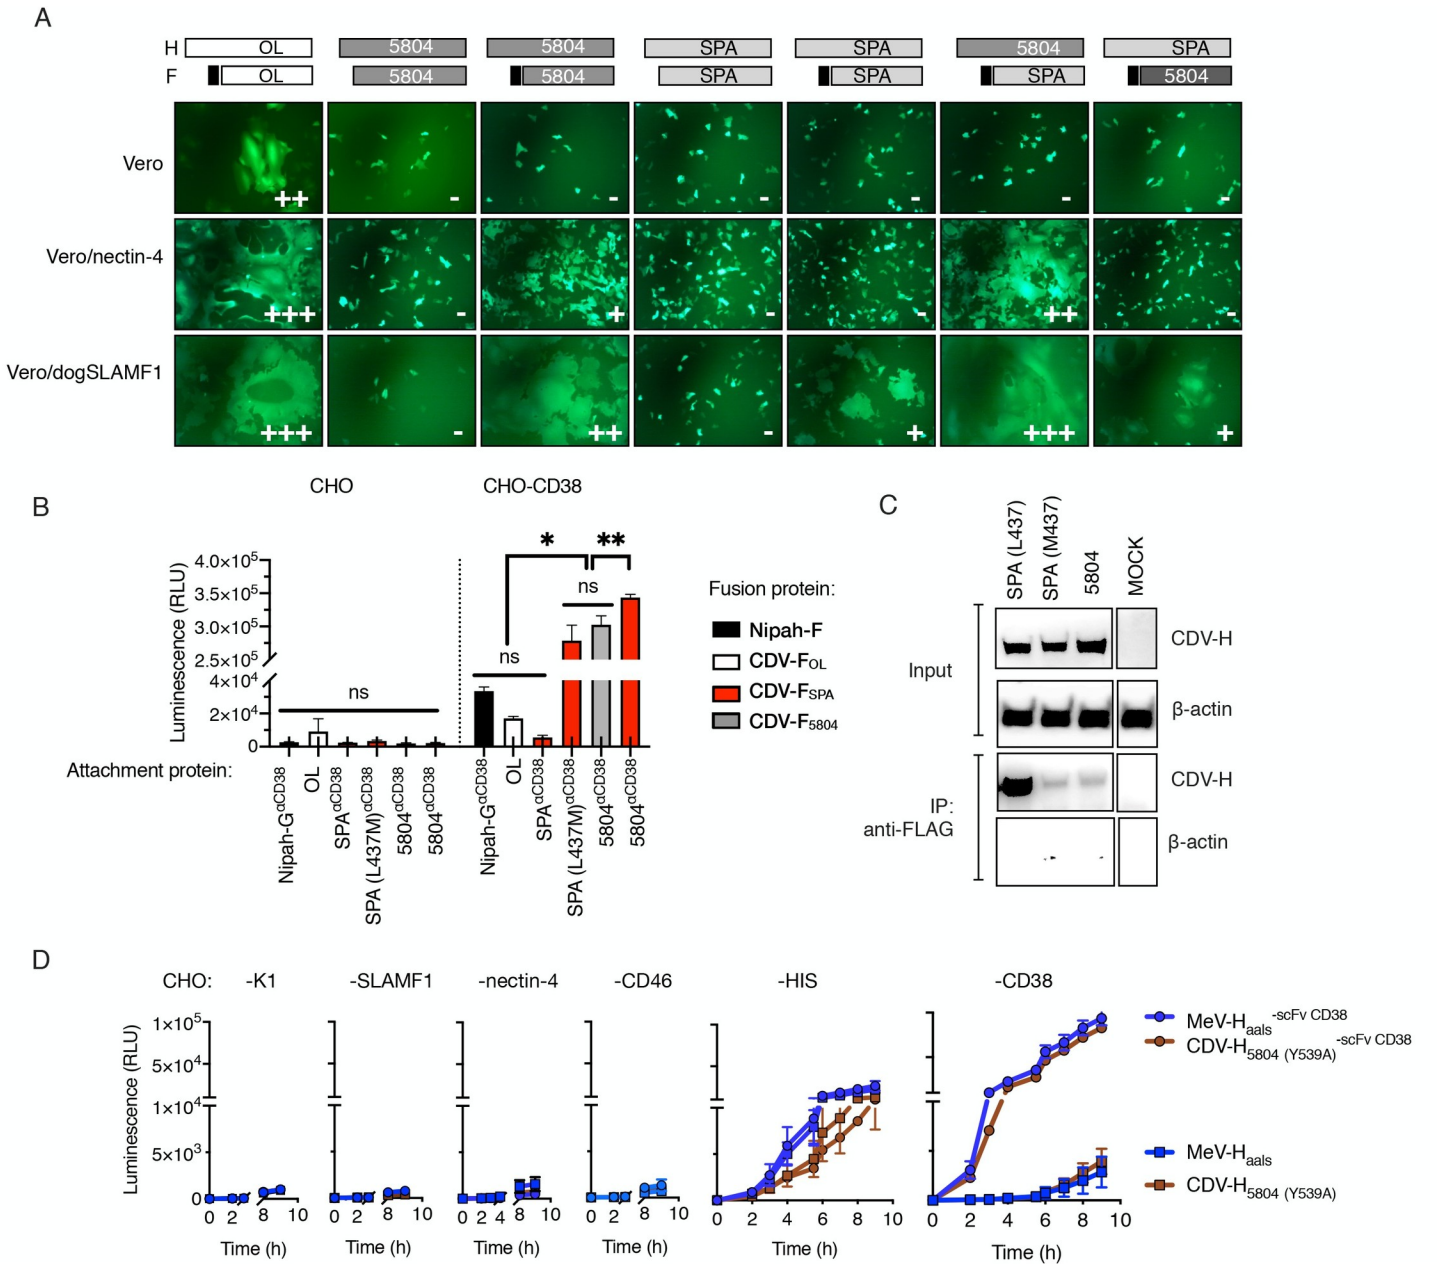 A
H OL 5804 5804 SPA SPA 5804 SPA
F OL 5804 5804 SPA SPA SPA 5804
Vero ++ - - - - - -
Vero/nectin-4 +++ - + - - ++ -
Vero/dogSLAMF1 +++ - ++ - + +++ +
B
CHO CHO-CD38
Luminescence (RLU)
4.0×10⁵
3.5×10⁵
3.0×10⁵
2.5×10⁵
4×10⁴
2×10⁴
0
ns
ns
*
ns
**
Attachment protein:
Nipah-G^αCD38
OL
SPA^αCD38
SPA (L437M)^αCD38
5804^αCD38
5804^αCD38
Nipah-G^αCD38
OL
SPA^αCD38
SPA (L437M)^αCD38
5804^αCD38
5804^αCD38
Fusion protein:
Nipah-F
CDV-F_OL
CDV-F_SPA
CDV-F_5804
C
SPA (L437)
SPA (M437)
5804
MOCK
Input
CDV-H
β-actin
IP:
anti-FLAG
CDV-H
β-actin
D
CHO: -K1 -SLAMF1 -nectin-4 -CD46 -HIS -CD38
Luminescence (RLU)
1×10⁵
5×10⁴
1×10⁴
5×10³
0
0 2 8 10
0 2 8 10
0 2 4 8 10
0 2 8 10
0 2 4 6 8 10
0 2 4 6 8 10
Time (h) Time (h) Time (h) Time (h) Time (h) Time (h)
MeV-H_aals^-scFv CD38
CDV-H_5804 (Y539A)^-scFv CD38
MeV-H_aals
CDV-H_5804 (Y539A)